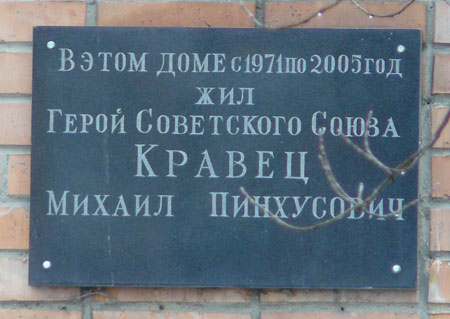 В ЭТОМ ДОМЕ С 1971 ПО 2005 ГОД
ЖИЛ
ГЕРОЙ СОВЕТСКОГО СОЮЗА
КРАВЕЦ
МИХАИЛ ПИНХУСОВИЧ